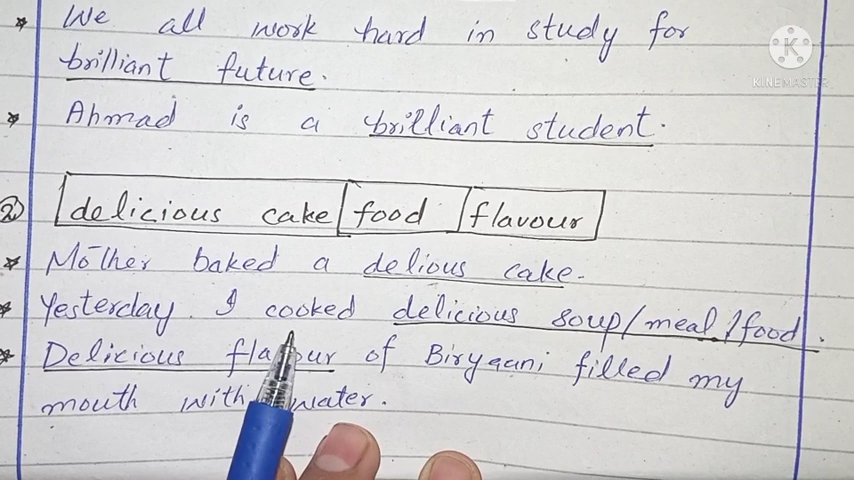 * We all work hard in study for
brilliant future.
* Ahmad is a brilliant student.
② delicious cake | food | flavour
* Mother baked a delious cake.
* Yesterday I cooked delicious soup/meal/food.
* Delicious flavour of Biryaani filled my
mouth with water.
K
KINEMASTER